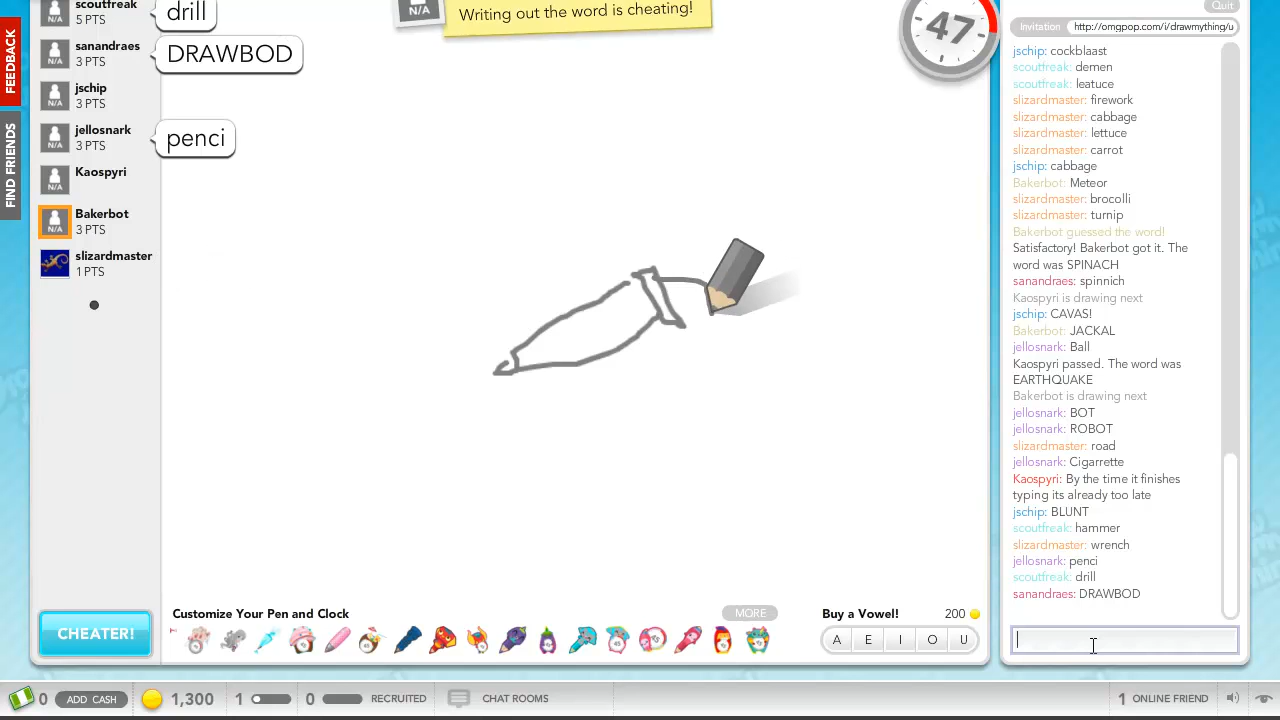 FEEDBACK
FIND FRIENDS
scoutfreak
5 PTS
drill
sanandraes
3 PTS
DRAWBOD
jschip
3 PTS
jellosnark
3 PTS
penci
Kaospyri
Bakerbot
3 PTS
slizardmaster
1 PTS
N/A
N/A
N/A
N/A
N/A
N/A
CHEATER!
N/A
Writing out the word is cheating!
47
Customize Your Pen and Clock
MORE
Buy a Vowel!
200
A E I O U
Quit
Invitation http://omgpop.com/i/drawmything/u
jschip: cockblaast
scoutfreak: demen
scoutfreak: leatuce
slizardmaster: firework
slizardmaster: cabbage
slizardmaster: lettuce
slizardmaster: carrot
jschip: cabbage
Bakerbot: Meteor
slizardmaster: brocolli
slizardmaster: turnip
Bakerbot guessed the word!
Satisfactory! Bakerbot got it. The
word was SPINACH
sanandraes: spinnich
Kaospyri is drawing next
jschip: CAVAS!
Bakerbot: JACKAL
jellosnark: Ball
Kaospyri passed. The word was
EARTHQUAKE
Bakerbot is drawing next
jellosnark: BOT
jellosnark: ROBOT
slizardmaster: road
jellosnark: Cigarrette
Kaospyri: By the time it finishes
typing its already too late
jschip: BLUNT
scoutfreak: hammer
slizardmaster: wrench
jellosnark: penci
scoutfreak: drill
sanandraes: DRAWBOD
0 ADD CASH 1,300 1 0 RECRUITED CHAT ROOMS 1 ONLINE FRIEND